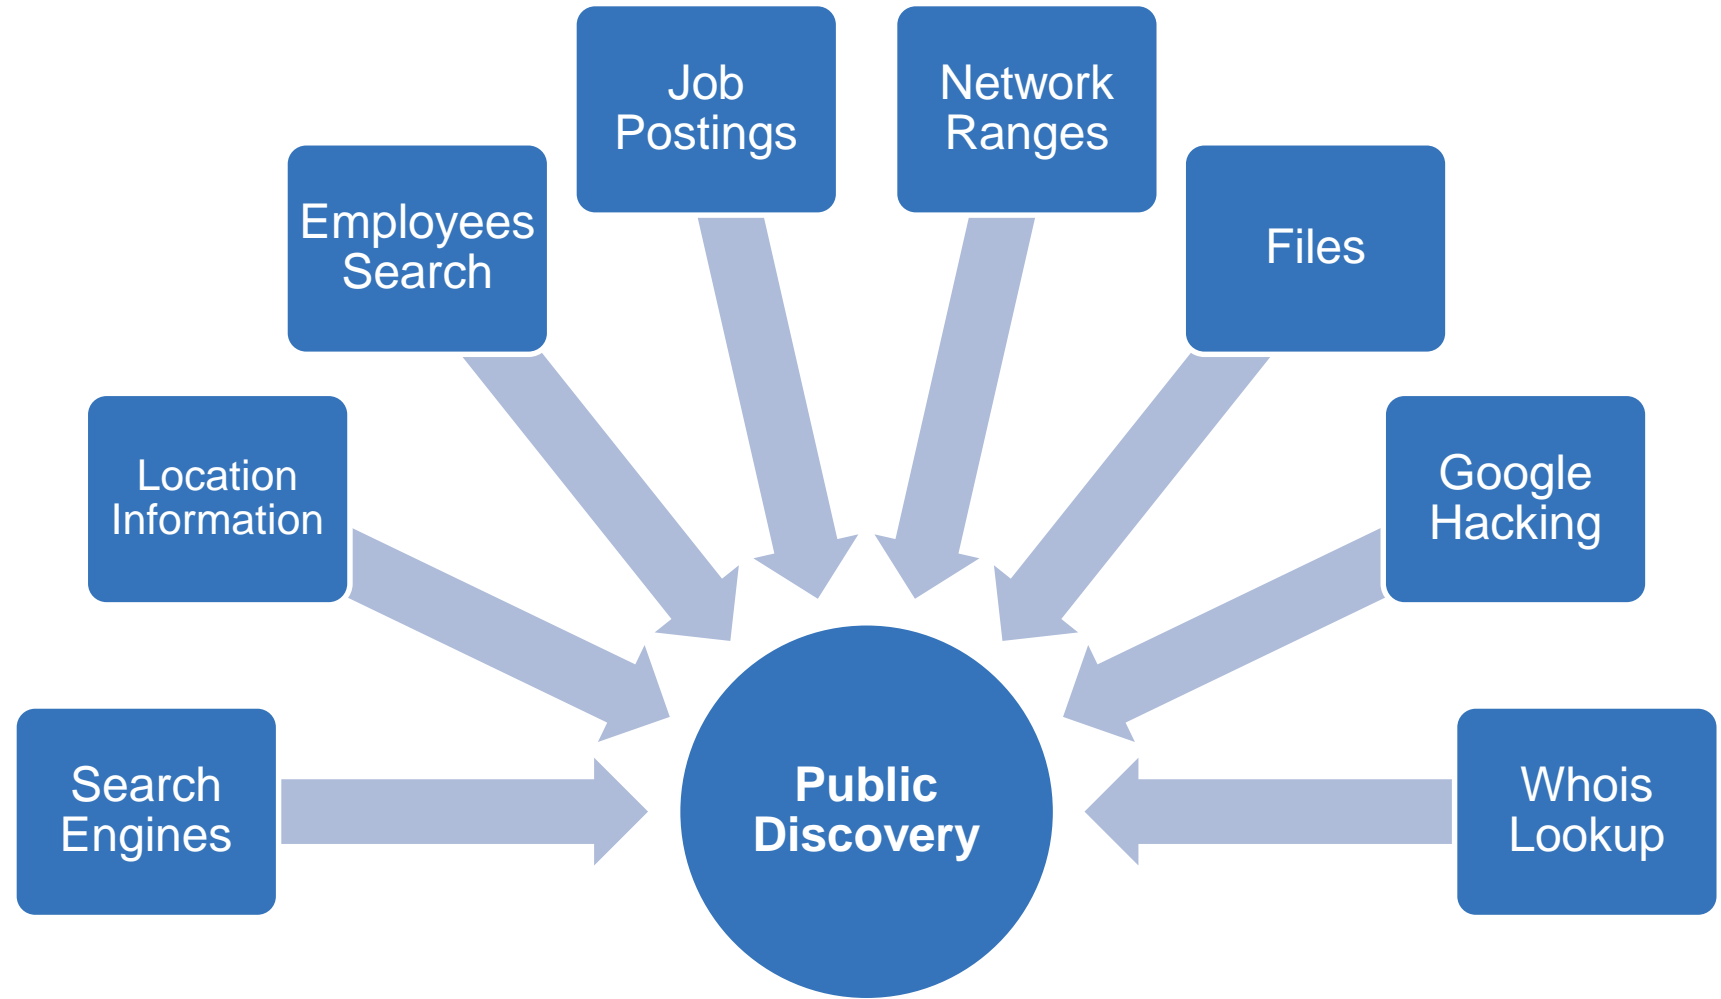 Job
Postings
Network
Ranges
Employees
Search
Files
Location
Information
Google
Hacking
Search
Engines
Public
Discovery
Whois
Lookup